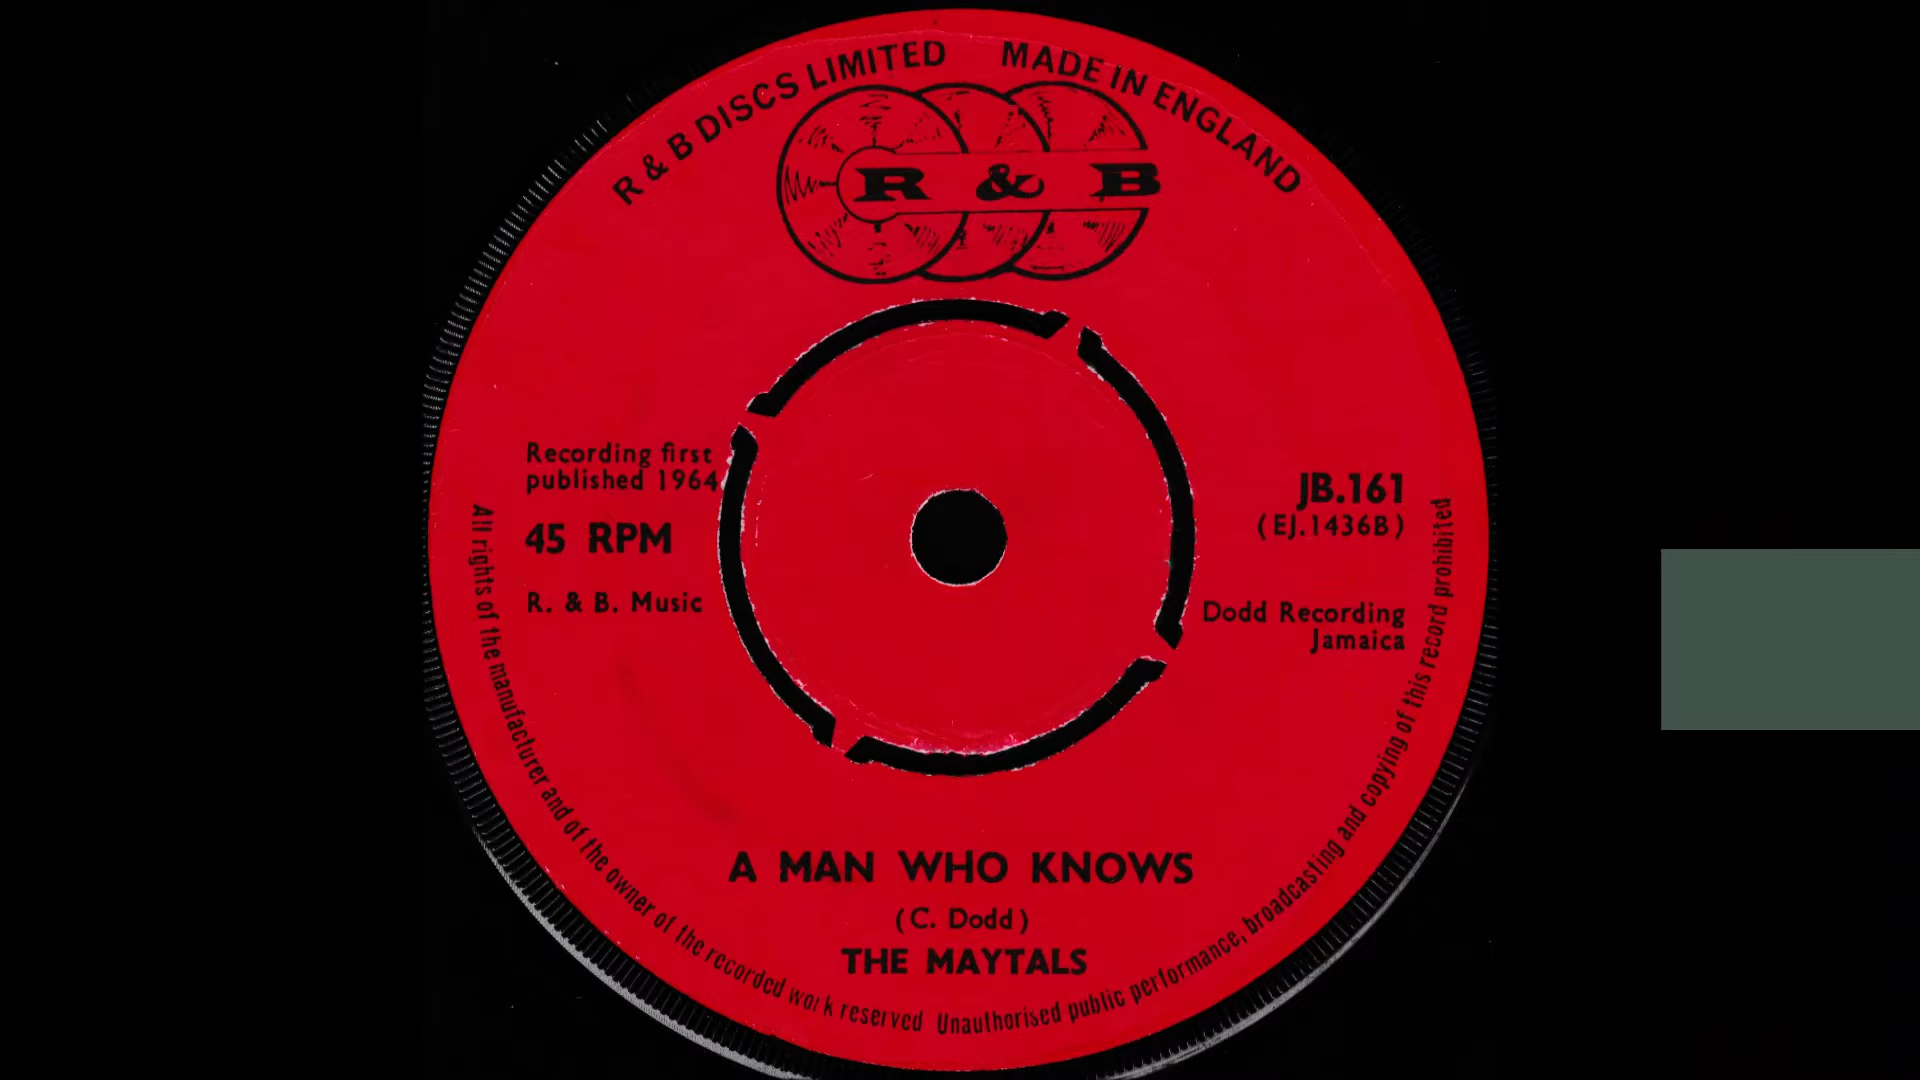 R & B DISCS LIMITED MADE IN ENGLAND
R & B
Recording first
published 1964
45 RPM
R. & B. Music
JB.161
(EJ.1436B)
Dodd Recording
Jamaica
A MAN WHO KNOWS
(C. Dodd)
THE MAYTALS
All rights of the manufacturer and of the owner of the recorded work reserved Unauthorised public performance, broadcasting and copying of this record prohibited